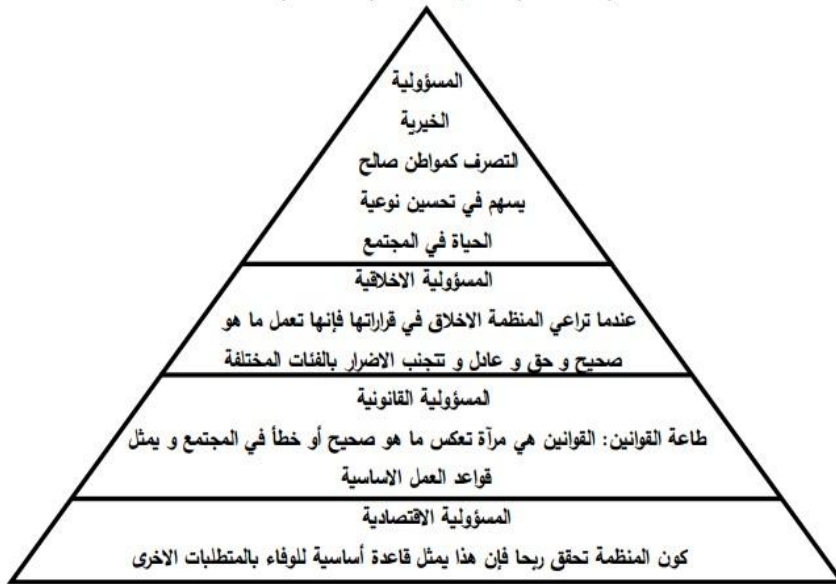 المسؤولية
الخيرية
التصرف كمواطن صالح
يسهم في تحسين نوعية
الحياة في المجتمع
المسؤولية الاخلاقية
عندما تراعي المنظمة الاخلاق في قراراتها فإنها تعمل ما هو
صحيح و حق و عادل و تتجنب الاضرار بالفئات المختلفة
المسؤولية القانونية
طاعة القوانين: القوانين هي مرآة تعكس ما هو صحيح أو خطأ في المجتمع و يمثل
قواعد العمل الاساسية
المسؤولية الاقتصادية
كون المنظمة تحقق ربحا فإن هذا يمثل قاعدة أساسية للوفاء بالمتطلبات الاخرى